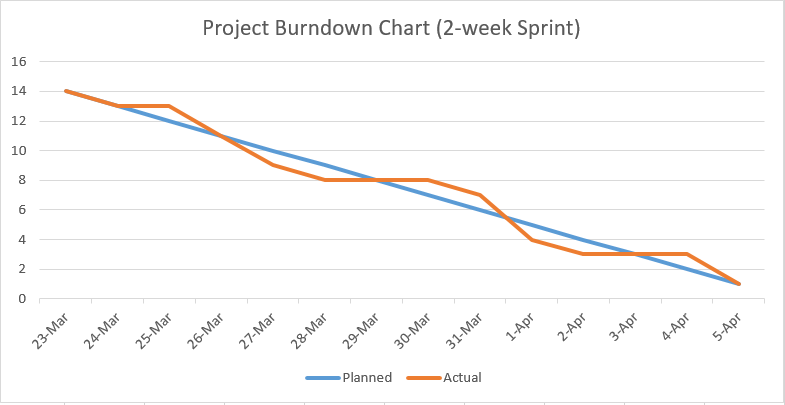 Project Burndown Chart (2-week Sprint)
16
14
12
10
8
6
4
2
0
23-Mar
24-Mar
25-Mar
26-Mar
27-Mar
28-Mar
29-Mar
30-Mar
31-Mar
1-Apr
2-Apr
3-Apr
4-Apr
5-Apr
Planned
Actual